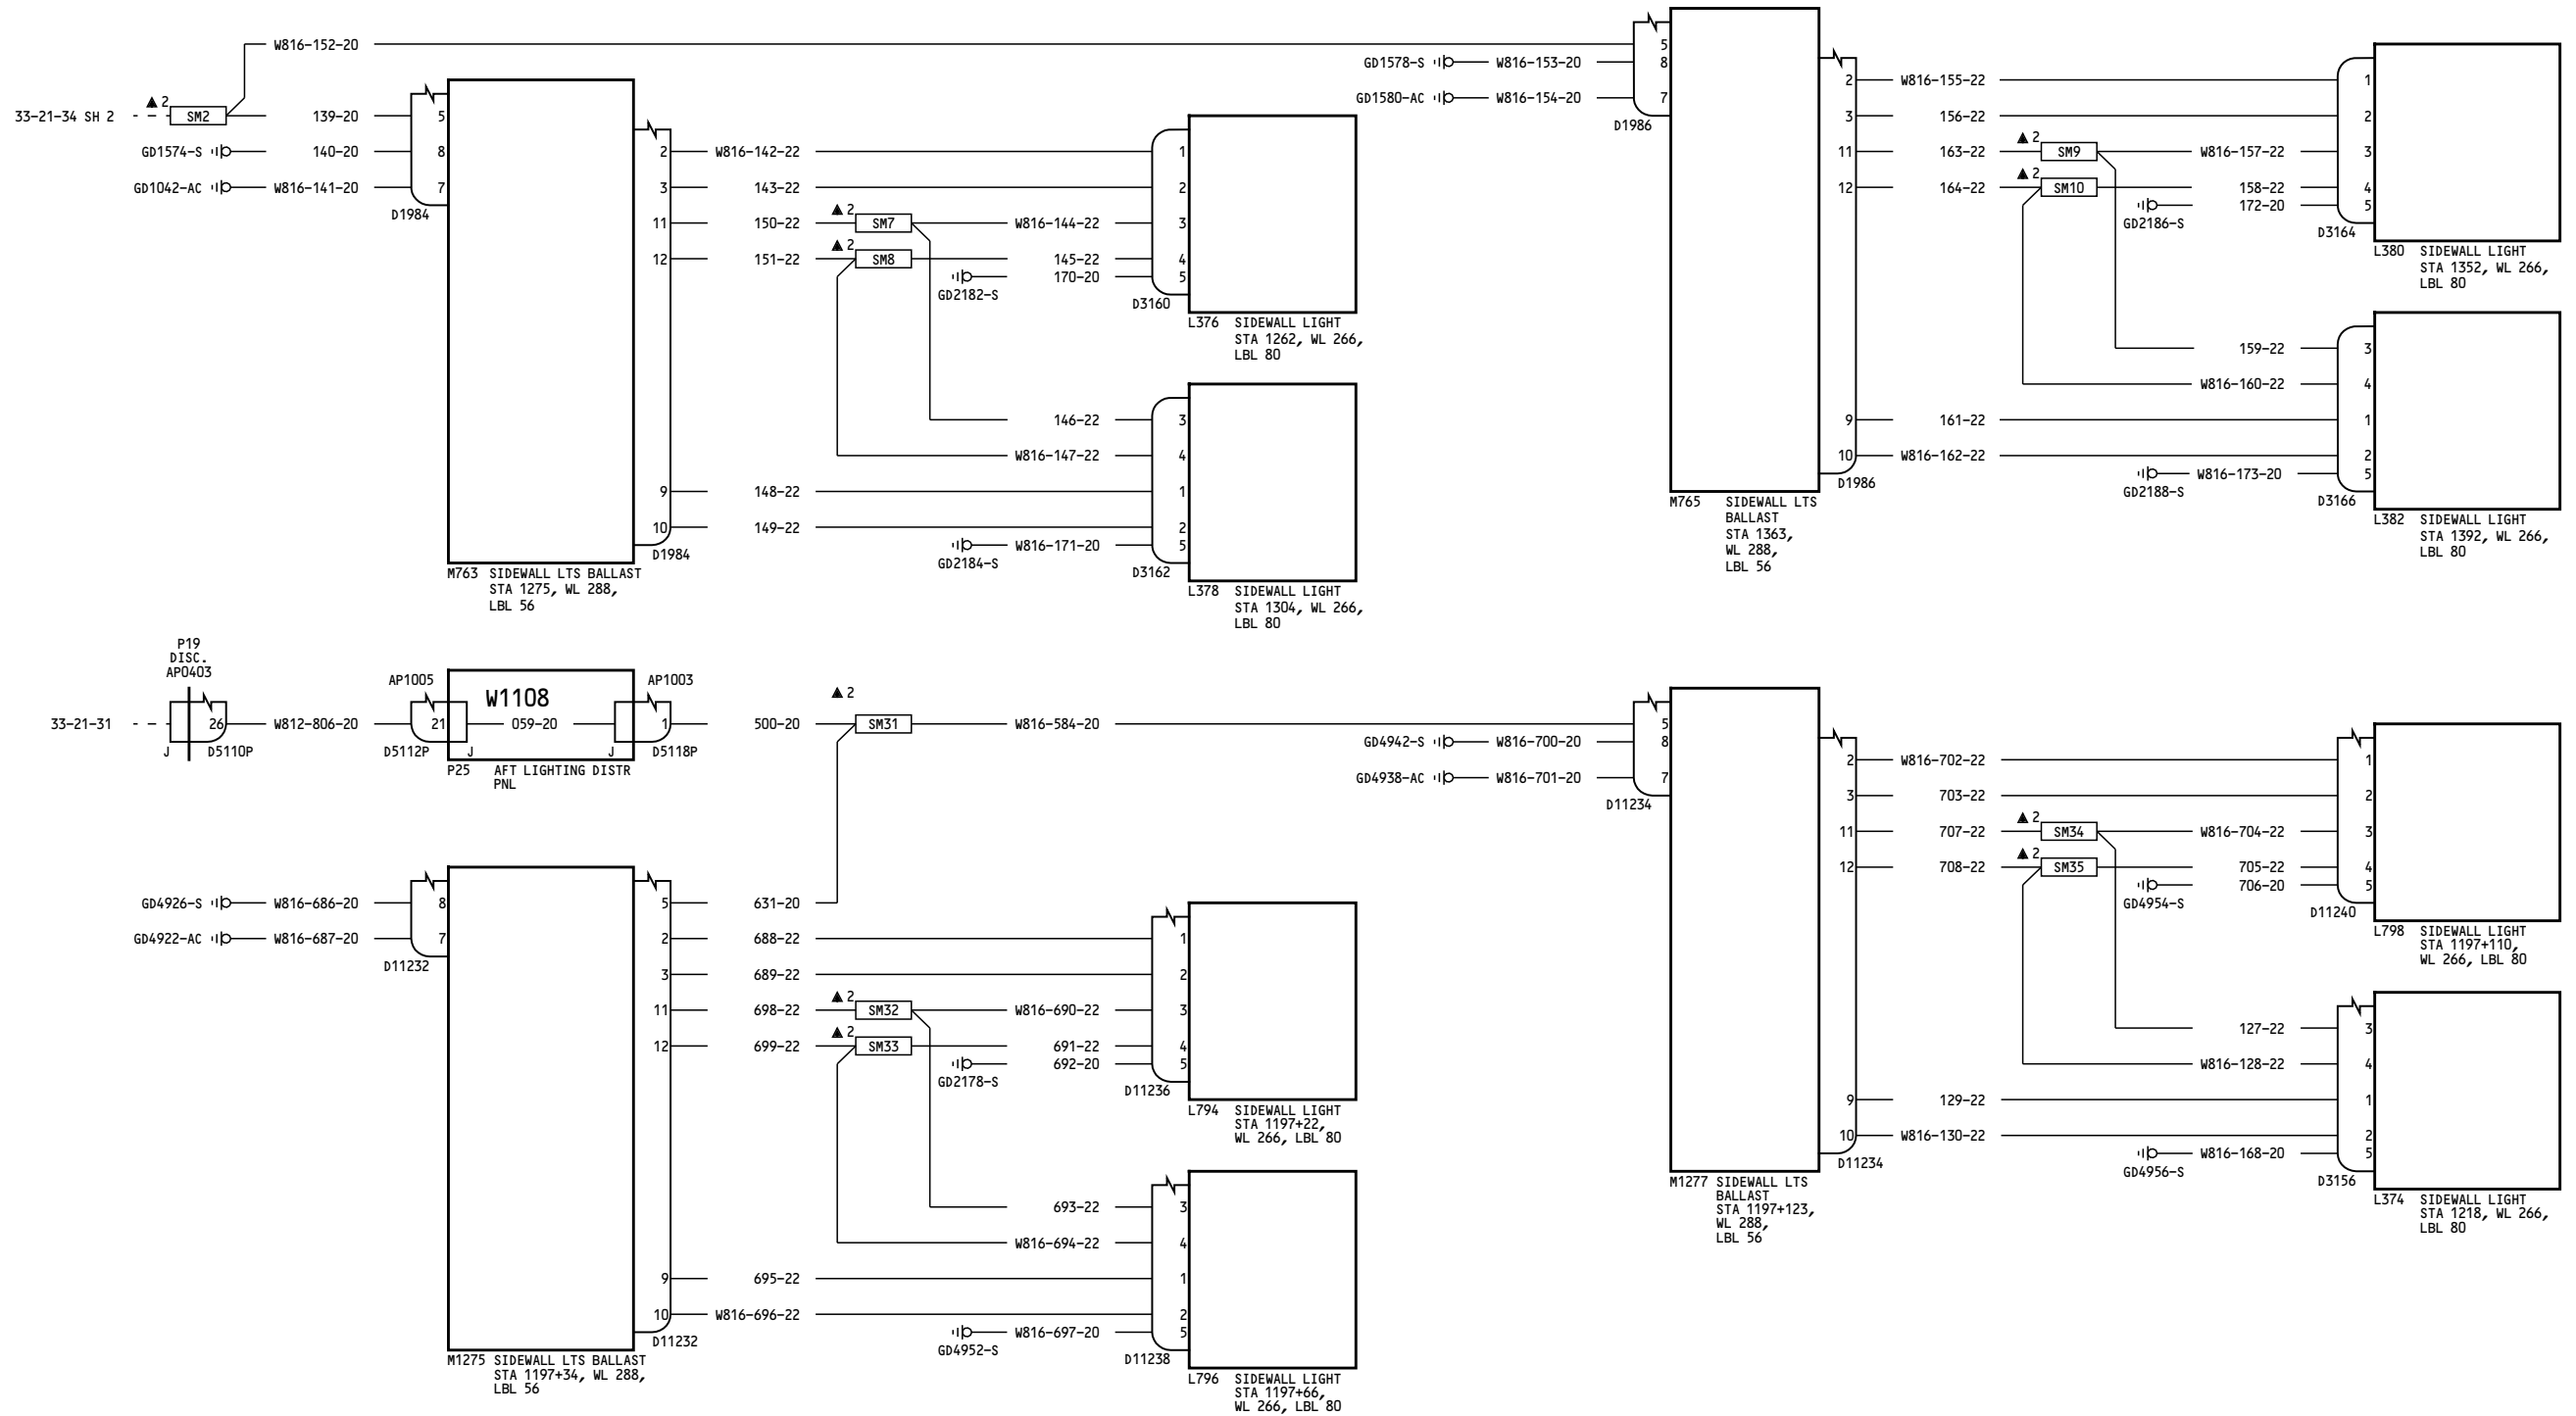 W816-152-20
33-21-34 SH 2
▲ 2
SM2
139-20
5
GD1574-S
140-20
8
GD1042-AC
W816-141-20
7
D1984
2
W816-142-22
1
3
143-22
2
11
150-22
▲ 2
SM7
W816-144-22
3
12
151-22
▲ 2
SM8
145-22
4
GD2182-S
170-20
5
D3160
L376 SIDEWALL LIGHT
STA 1262, WL 266,
LBL 80
146-22
3
W816-147-22
4
9
148-22
1
10
149-22
2
GD2184-S
W816-171-20
5
D1984
D3162
M763 SIDEWALL LTS BALLAST
STA 1275, WL 288,
LBL 56
L378 SIDEWALL LIGHT
STA 1304, WL 266,
LBL 80
5
GD1578-S
W816-153-20
8
GD1580-AC
W816-154-20
7
D1986
2
W816-155-22
1
3
156-22
2
11
163-22
▲ 2
SM9
W816-157-22
3
12
164-22
▲ 2
SM10
158-22
4
GD2186-S
172-20
5
D3164
L380 SIDEWALL LIGHT
STA 1352, WL 266,
LBL 80
159-22
3
W816-160-22
4
9
161-22
1
10
W816-162-22
2
GD2188-S
W816-173-20
5
D1986
D3166
M765 SIDEWALL LTS
BALLAST
STA 1363,
WL 288,
LBL 56
L382 SIDEWALL LIGHT
STA 1392, WL 266,
LBL 80
P19
DISC.
AP0403
33-21-31
26
J
D5110P
W812-806-20
AP1005
21
D5112P
J
W1108
059-20
AP1003
1
J
D5118P
P25 AFT LIGHTING DISTR
PNL
500-20
▲ 2
SM31
W816-584-20
5
GD4942-S
W816-700-20
8
GD4938-AC
W816-701-20
7
D11234
GD4926-S
W816-686-20
8
GD4922-AC
W816-687-20
7
D11232
5
631-20
2
688-22
1
3
689-22
2
11
698-22
▲ 2
SM32
W816-690-22
3
12
699-22
▲ 2
SM33
691-22
4
GD2178-S
692-20
5
D11236
L794 SIDEWALL LIGHT
STA 1197+22,
WL 266, LBL 80
693-22
3
W816-694-22
4
9
695-22
1
10
W816-696-22
2
GD4952-S
W816-697-20
5
D11232
D11238
M1275 SIDEWALL LTS BALLAST
STA 1197+34, WL 288,
LBL 56
L796 SIDEWALL LIGHT
STA 1197+66,
WL 266, LBL 80
2
W816-702-22
1
3
703-22
2
11
707-22
▲ 2
SM34
W816-704-22
3
12
708-22
▲ 2
SM35
705-22
4
GD4954-S
706-20
5
D11240
L798 SIDEWALL LIGHT
STA 1197+110,
WL 266, LBL 80
127-22
3
W816-128-22
4
9
129-22
1
10
W816-130-22
2
GD4956-S
W816-168-20
5
D11234
D3156
M1277 SIDEWALL LTS
BALLAST
STA 1197+123,
WL 288,
LBL 56
L374 SIDEWALL LIGHT
STA 1218, WL 266,
LBL 80